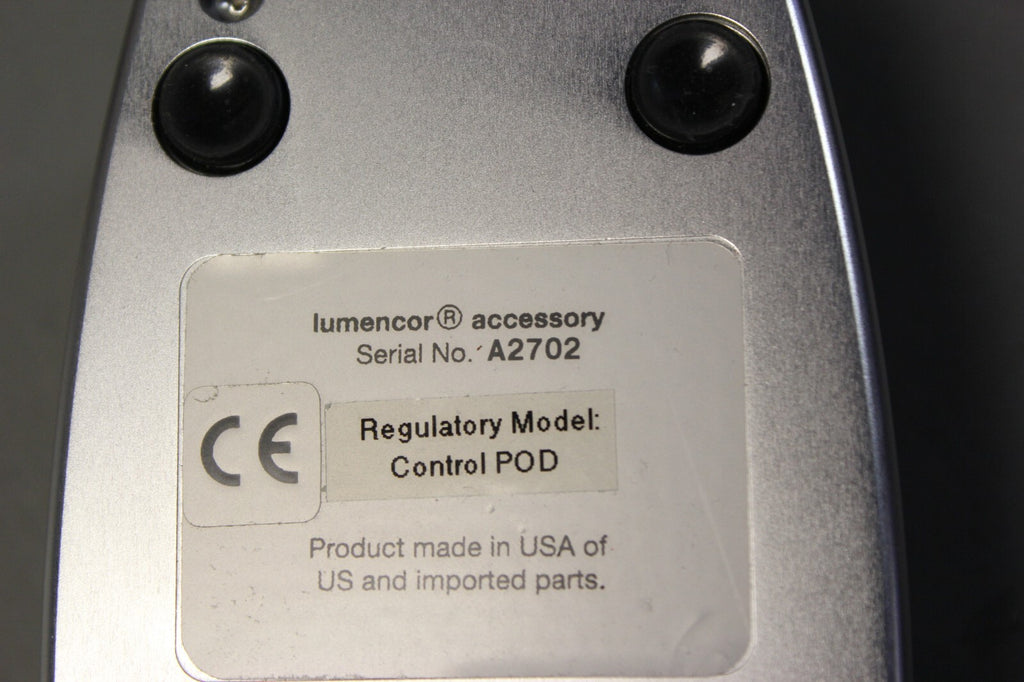 lumencor® accessory
Serial No. A2702
CE
Regulatory Model:
Control POD
Product made in USA of
US and imported parts.